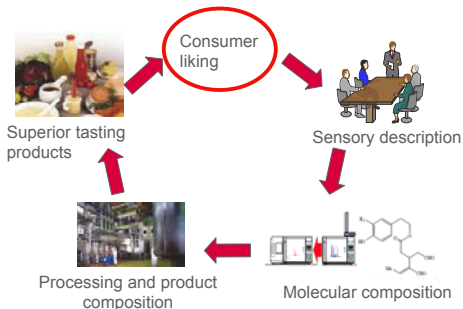 Consumer
liking
Superior tasting
products
Sensory description
Processing and product
composition
Molecular composition